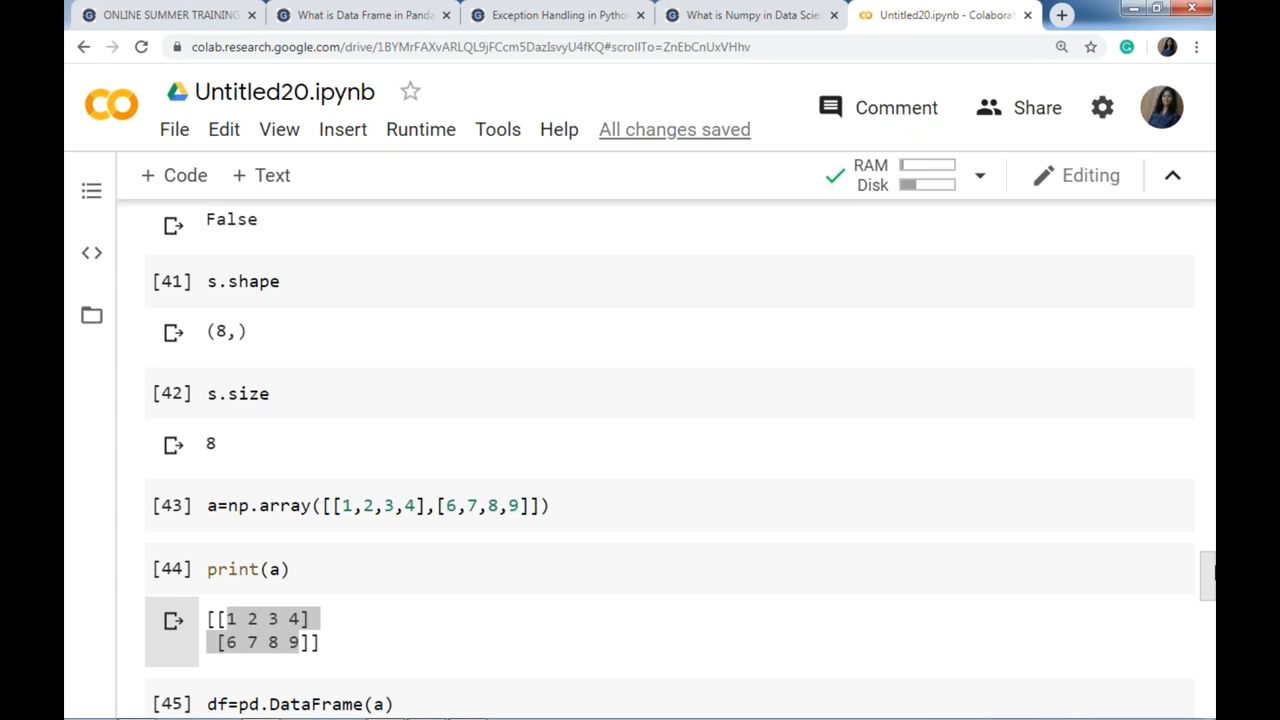 ONLINE SUMMER TRAINING
What is Data Frame in Panda
Exception Handling in Pytho
What is Numpy in Data Scie
Untitled20.ipynb - Colabora
colab.research.google.com/drive/1BYMrFAXvARLQL9jFCcm5DazIsvyU4fKQ#scrollTo=ZnEbCnUxVHhv
Untitled20.ipynb
Comment
Share
File Edit View Insert Runtime Tools Help All changes saved
+ Code + Text
RAM
Disk
Editing
False
[41] s.shape
(8,)
[42] s.size
8
[43] a=np.array([[1,2,3,4],[6,7,8,9]])
[44] print(a)
[[1 2 3 4]
[6 7 8 9]]
[45] df=pd.DataFrame(a)